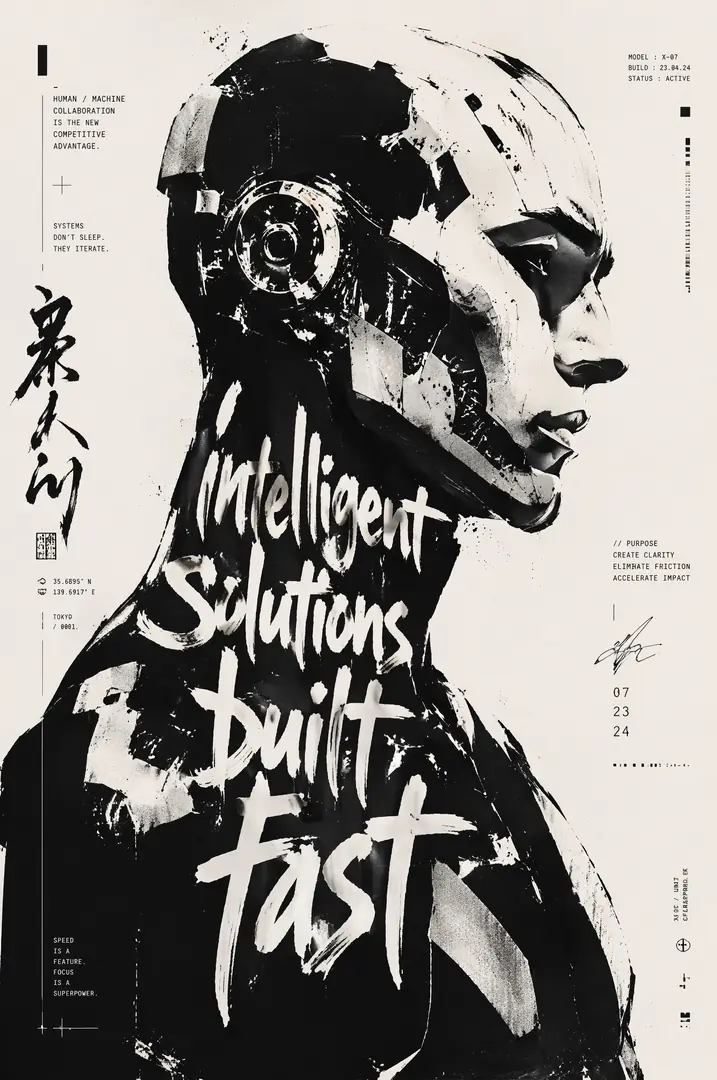 HUMAN / MACHINE
COLLABORATION
IS THE NEW
COMPETITIVE
ADVANTAGE.
MODEL : X-07
BUILD : 23.04.24
STATUS : ACTIVE
SYSTEMS
DON'T SLEEP.
THEY ITERATE.
intelligent
Solutions
built
Fast
35.6895° N
139.6917° E
TOKYO
/ 0001.
// PURPOSE
CREATE CLARITY
ELIMINATE FRICTION
ACCELERATE IMPACT
07
23
24
SPEED
IS A
FEATURE.
FOCUS
IS A
SUPERPOWER.